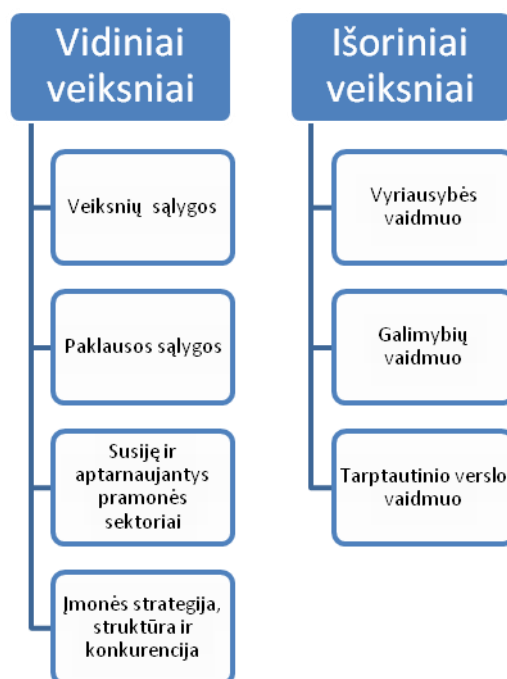 Vidiniai
veiksniai
Veiksnių sąlygos
Paklausos sąlygos
Susiję ir
aptarnaujantys
pramonės
sektoriai
Įmonės strategija,
struktūra ir
konkurencija
Išoriniai
veiksniai
Vyriausybės
vaidmuo
Galimybių
vaidmuo
Tarptautinio verslo
vaidmuo